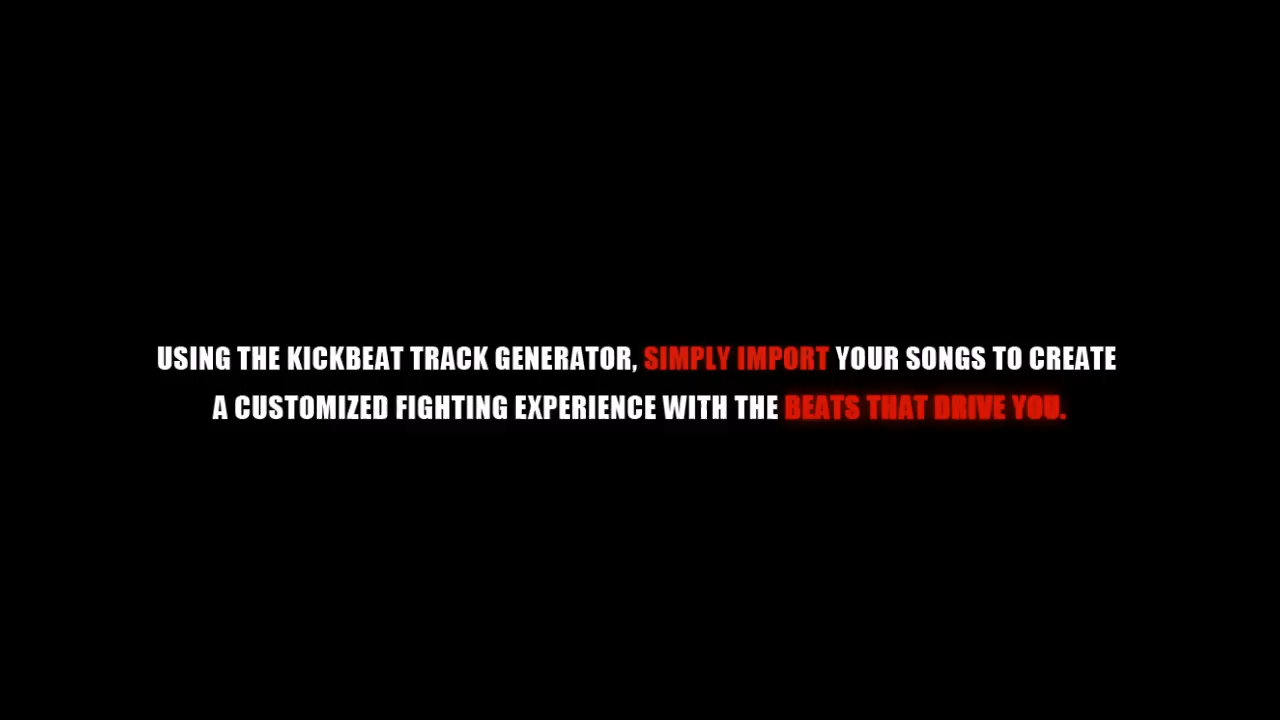 USING THE KICKBEAT TRACK GENERATOR, SIMPLY IMPORT YOUR SONGS TO CREATE
A CUSTOMIZED FIGHTING EXPERIENCE WITH THE BEATS THAT DRIVE YOU.